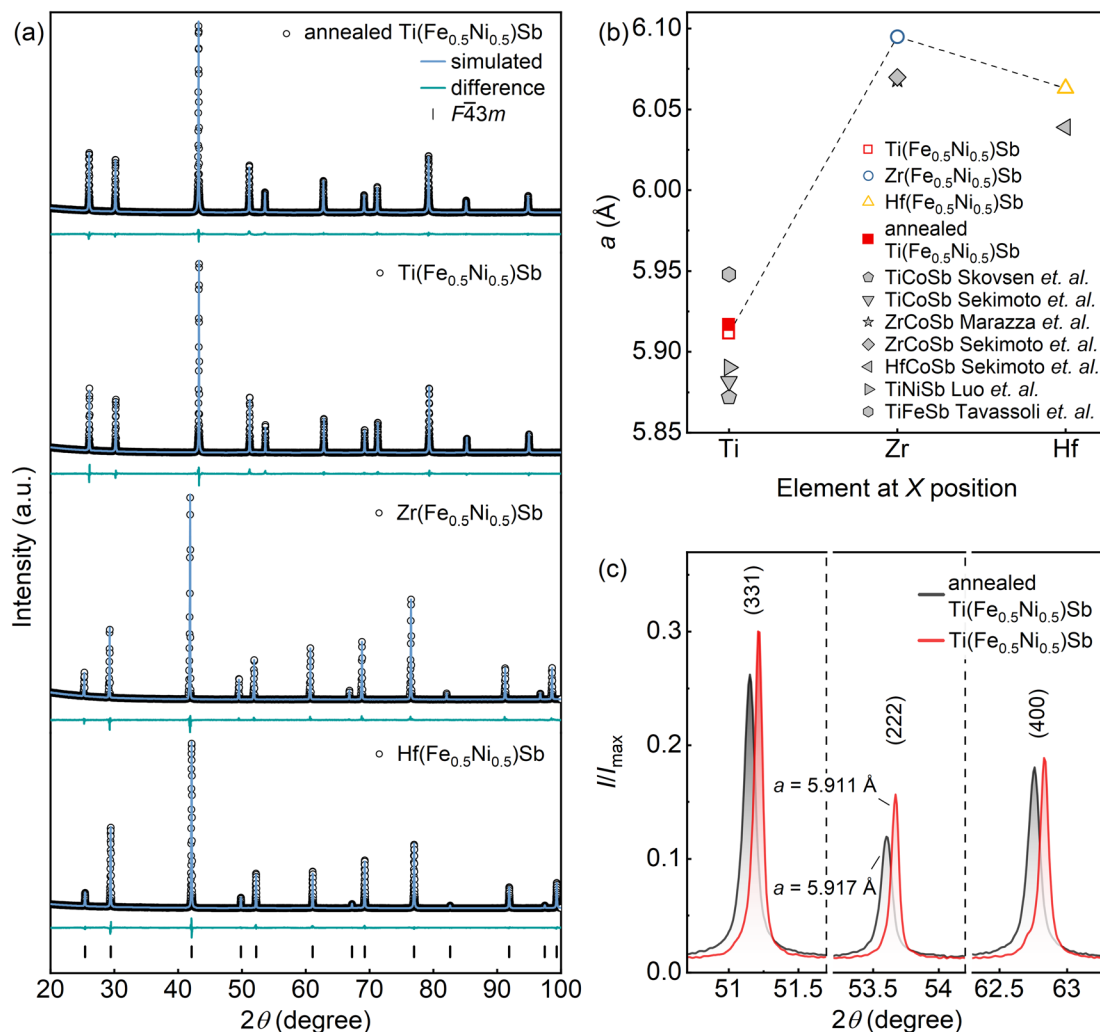 (a)
annealed Ti(Fe0.5Ni0.5)Sb
simulated
difference
F4̅3m
Ti(Fe0.5Ni0.5)Sb
Zr(Fe0.5Ni0.5)Sb
Hf(Fe0.5Ni0.5)Sb
Intensity (a.u.)
20 30 40 50 60 70 80 90 100
2θ (degree)
(b)
6.10
6.05
6.00
5.95
5.90
5.85
a (Å)
Ti(Fe0.5Ni0.5)Sb
Zr(Fe0.5Ni0.5)Sb
Hf(Fe0.5Ni0.5)Sb
annealed
Ti(Fe0.5Ni0.5)Sb
TiCoSb Skovsen et. al.
TiCoSb Sekimoto et. al.
ZrCoSb Marazza et. al.
ZrCoSb Sekimoto et. al.
HfCoSb Sekimoto et. al.
TiNiSb Luo et. al.
TiFeSb Tavassoli et. al.
Ti Zr Hf
Element at X position
(c)
annealed
Ti(Fe0.5Ni0.5)Sb
Ti(Fe0.5Ni0.5)Sb
(331)
(222)
(400)
a = 5.911 Å
a = 5.917 Å
0.3
0.2
0.1
0.0
I/Imax
51 51.5 53.5 54 62.5 63
2θ (degree)